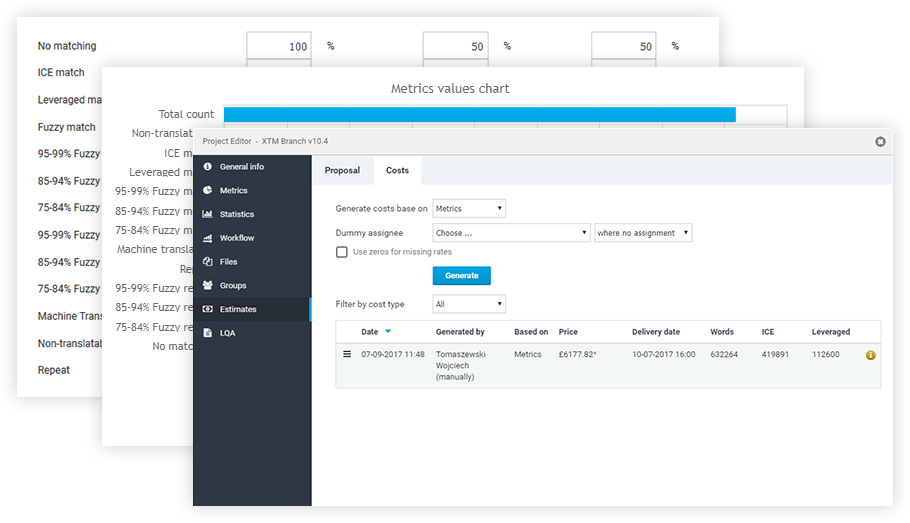 No matching 100 % 50 % 50 %
ICE match
Leveraged ma
Fuzzy match
95-99% Fuzzy
85-94% Fuzzy
75-84% Fuzzy
95-99% Fuzzy
85-94% Fuzzy
75-84% Fuzzy
Machine Trans
Non-translatab
Repeat
Metrics values chart
Total count
Non-translat
ICE m
Leveraged m
95-99% Fuzzy m
85-94% Fuzzy m
75-84% Fuzzy m
Machine transla
Rep
95-99% Fuzzy re
85-94% Fuzzy re
75-84% Fuzzy re
No matc
Project Editor - XTM Branch v10.4
General info
Metrics
Statistics
Workflow
Files
Groups
Estimates
LQA
Proposal Costs
Generate costs base on Metrics
Dummy assignee Choose ... where no assignment
Use zeros for missing rates
Generate
Filter by cost type All
Date Generated by Based on Price Delivery date Words ICE Leveraged
07-09-2017 11:48 Tomaszewski Metrics £6177.82* 10-07-2017 16:00 632264 419891 112600
Wojciech
(manually)